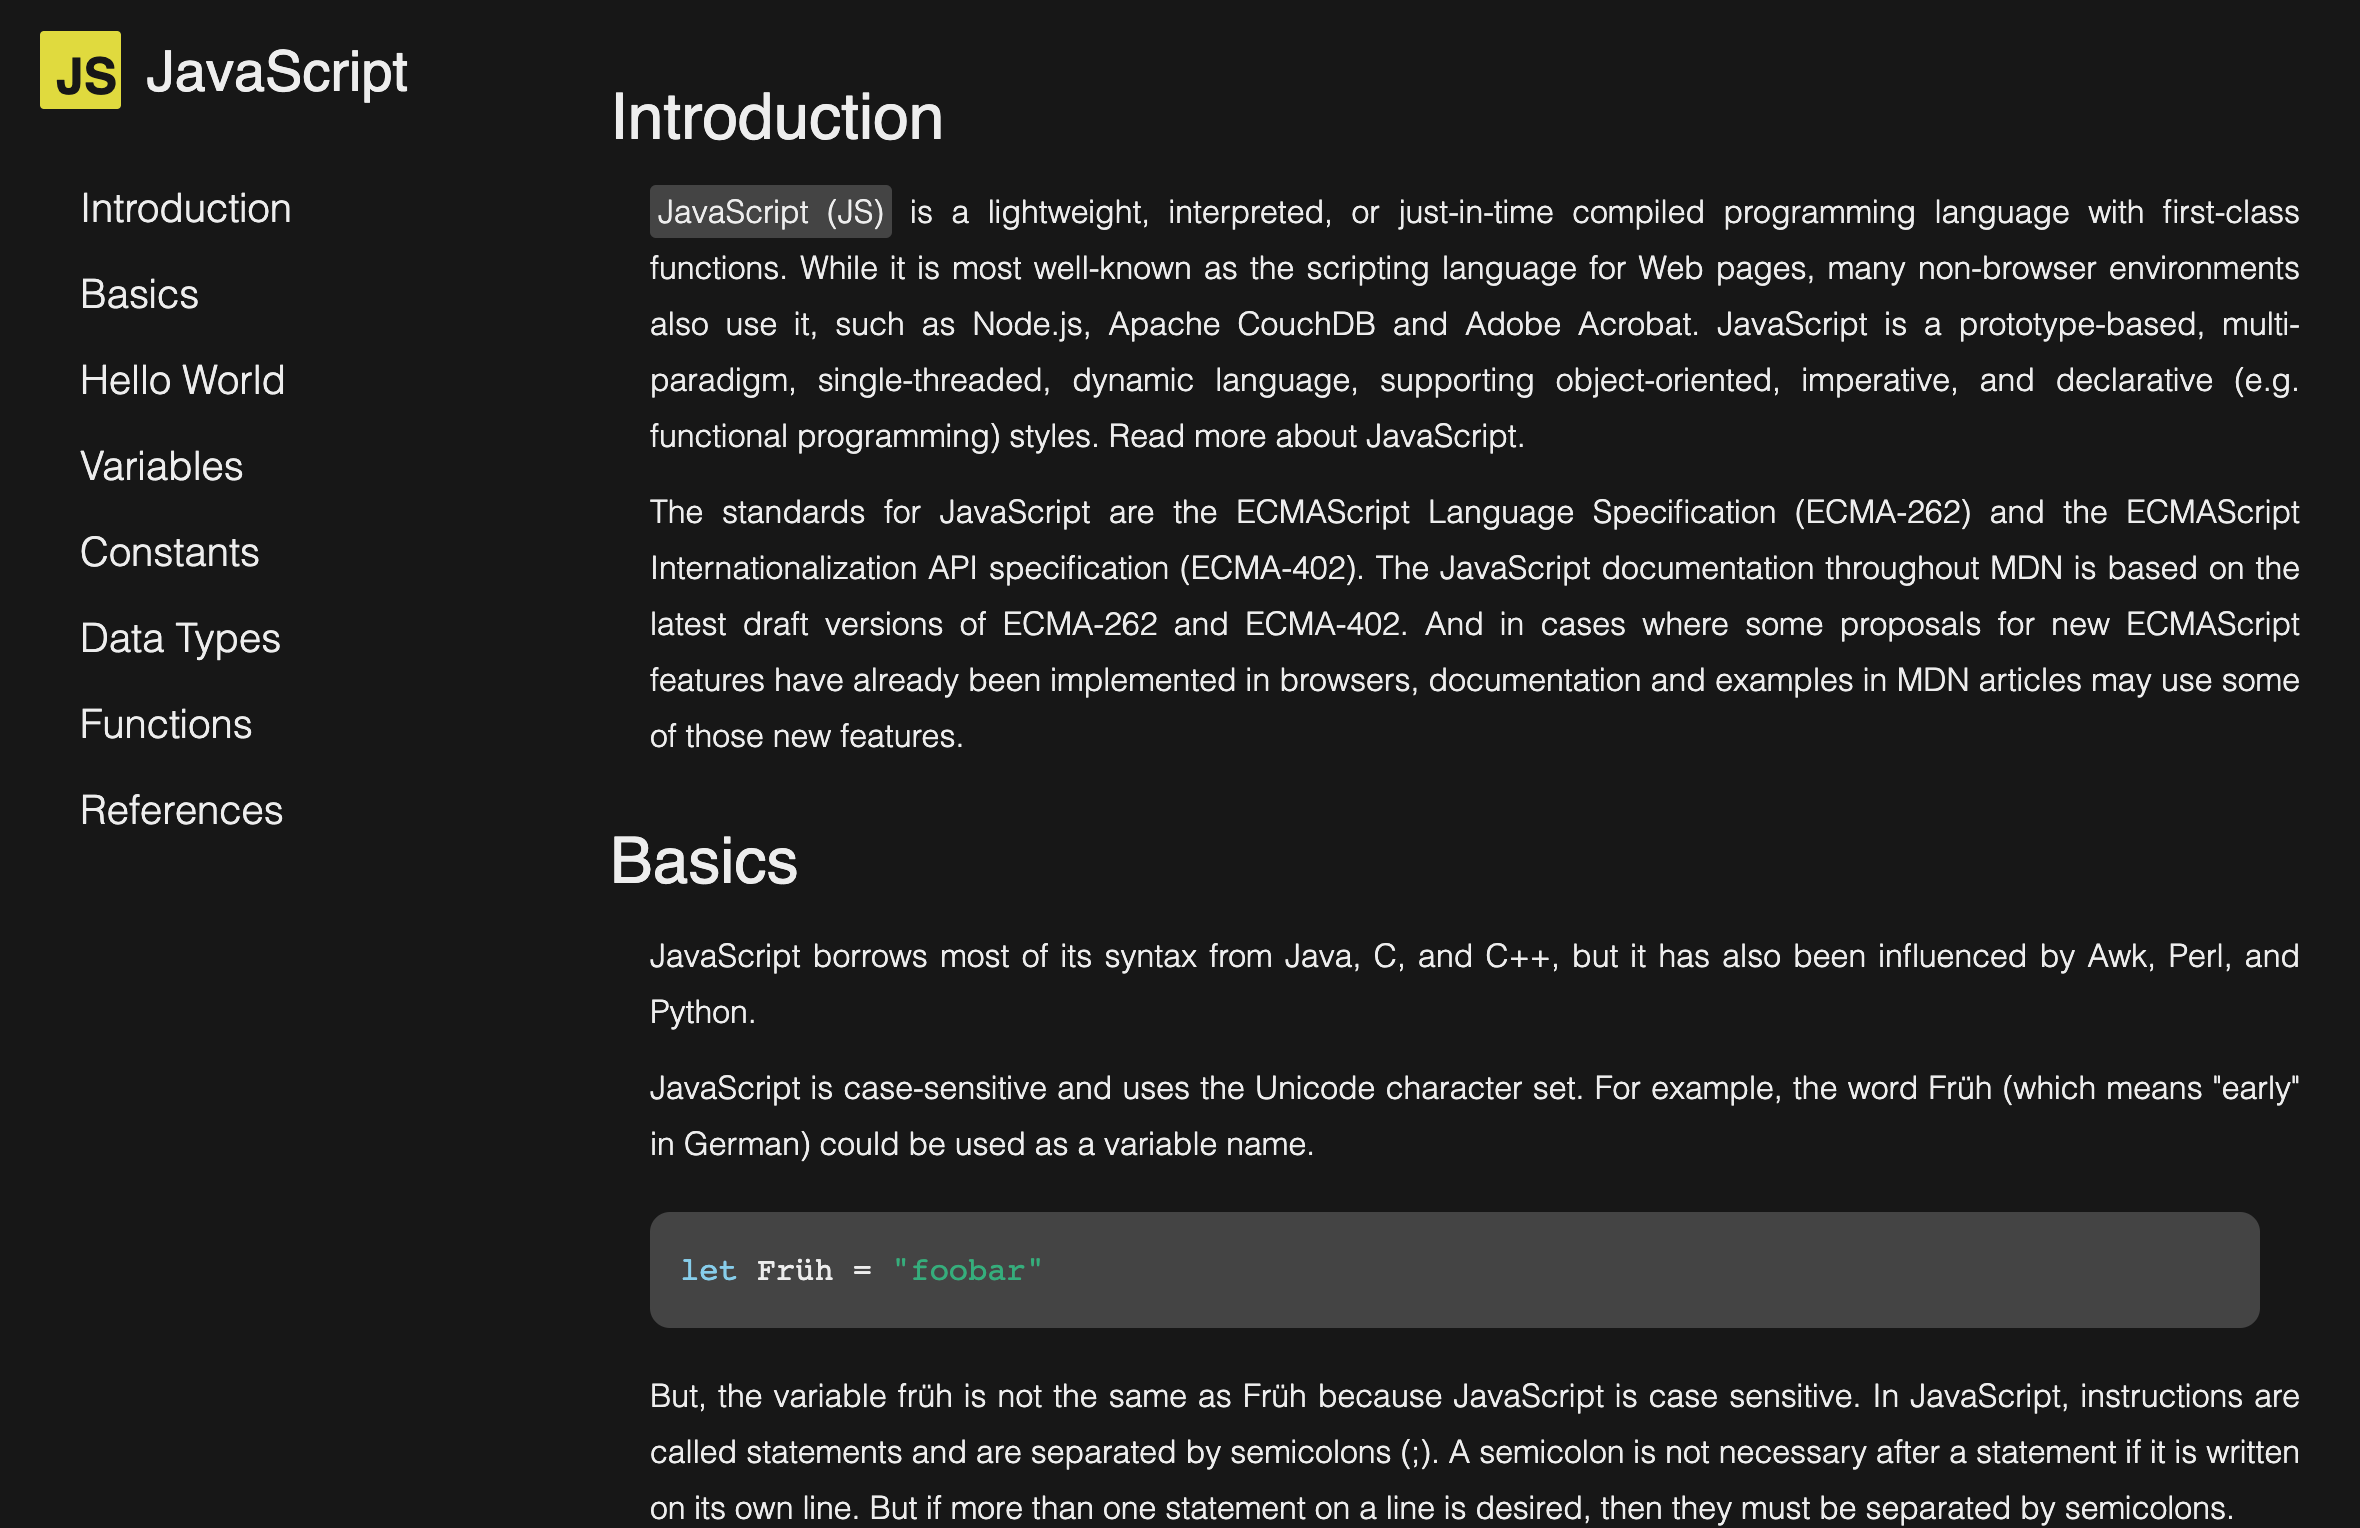 JS JavaScript
Introduction
Basics
Hello World
Variables
Constants
Data Types
Functions
References
Introduction
JavaScript (JS) is a lightweight, interpreted, or just-in-time compiled programming language with first-class
functions. While it is most well-known as the scripting language for Web pages, many non-browser environments
also use it, such as Node.js, Apache CouchDB and Adobe Acrobat. JavaScript is a prototype-based, multi-
paradigm, single-threaded, dynamic language, supporting object-oriented, imperative, and declarative (e.g.
functional programming) styles. Read more about JavaScript.
The standards for JavaScript are the ECMAScript Language Specification (ECMA-262) and the ECMAScript
Internationalization API specification (ECMA-402). The JavaScript documentation throughout MDN is based on the
latest draft versions of ECMA-262 and ECMA-402. And in cases where some proposals for new ECMAScript
features have already been implemented in browsers, documentation and examples in MDN articles may use some
of those new features.
Basics
JavaScript borrows most of its syntax from Java, C, and C++, but it has also been influenced by Awk, Perl, and
Python.
JavaScript is case-sensitive and uses the Unicode character set. For example, the word Früh (which means "early"
in German) could be used as a variable name.
let Früh = "foobar"
But, the variable früh is not the same as Früh because JavaScript is case sensitive. In JavaScript, instructions are
called statements and are separated by semicolons (;). A semicolon is not necessary after a statement if it is written
on its own line. But if more than one statement on a line is desired, then they must be separated by semicolons.